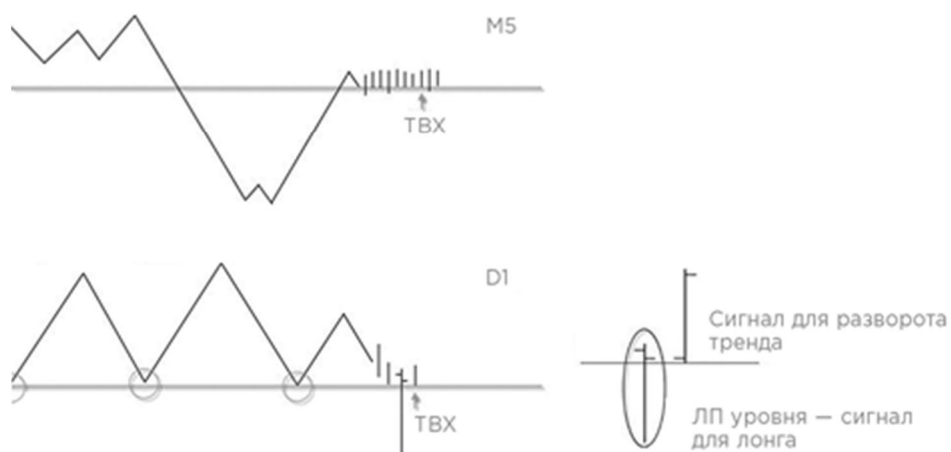 M5
ТВХ
D1
Сигнал для разворота
тренда
ТВХ
ЛП уровня — сигнал
для лонга